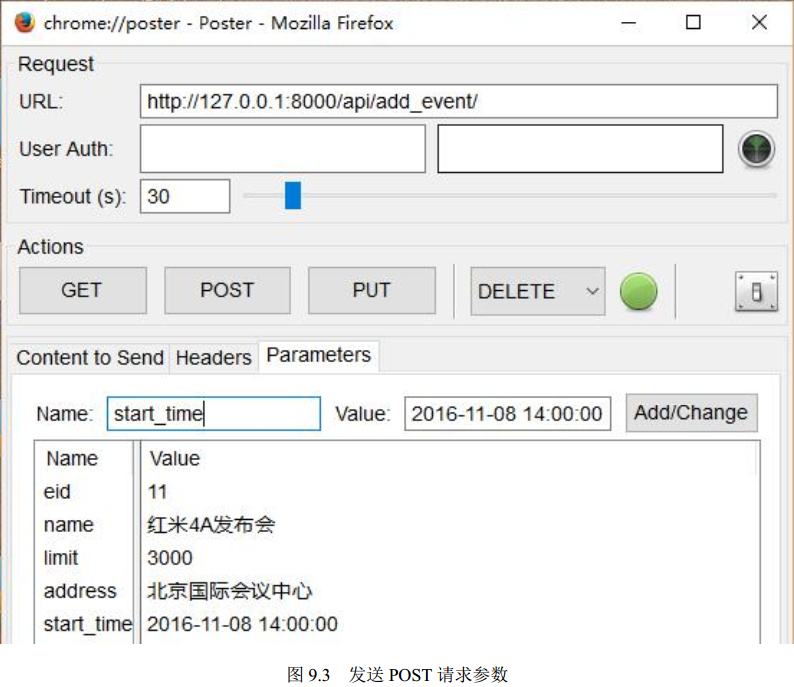 chrome://poster - Poster - Mozilla Firefox
Request
URL: http://127.0.0.1:8000/api/add_event/
User Auth:
Timeout (s): 30
Actions
GET POST PUT DELETE
Content to Send Headers Parameters
Name: start_time Value: 2016-11-08 14:00:00 Add/Change
Name Value
eid 11
name 红米4A发布会
limit 3000
address 北京国际会议中心
start_time 2016-11-08 14:00:00
图 9.3 发送 POST 请求参数